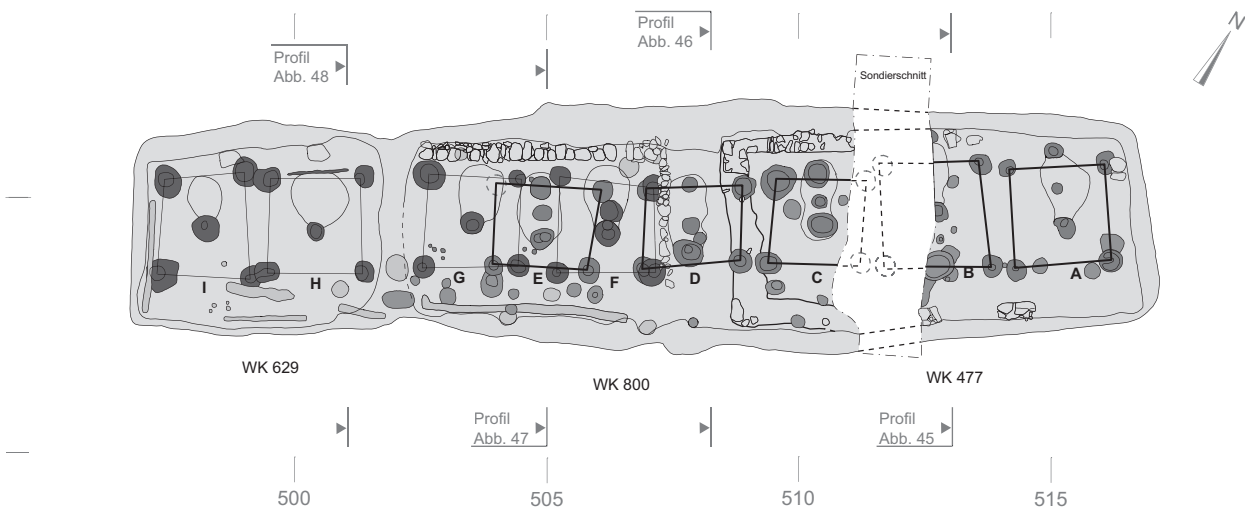 Profil
Abb. 46
N
Profil
Abb. 48
Sondierschnitt
I
H
G
E
F
D
C
B
A
WK 629
WK 800
WK 477
Profil
Abb. 47
Profil
Abb. 45
500
505
510
515